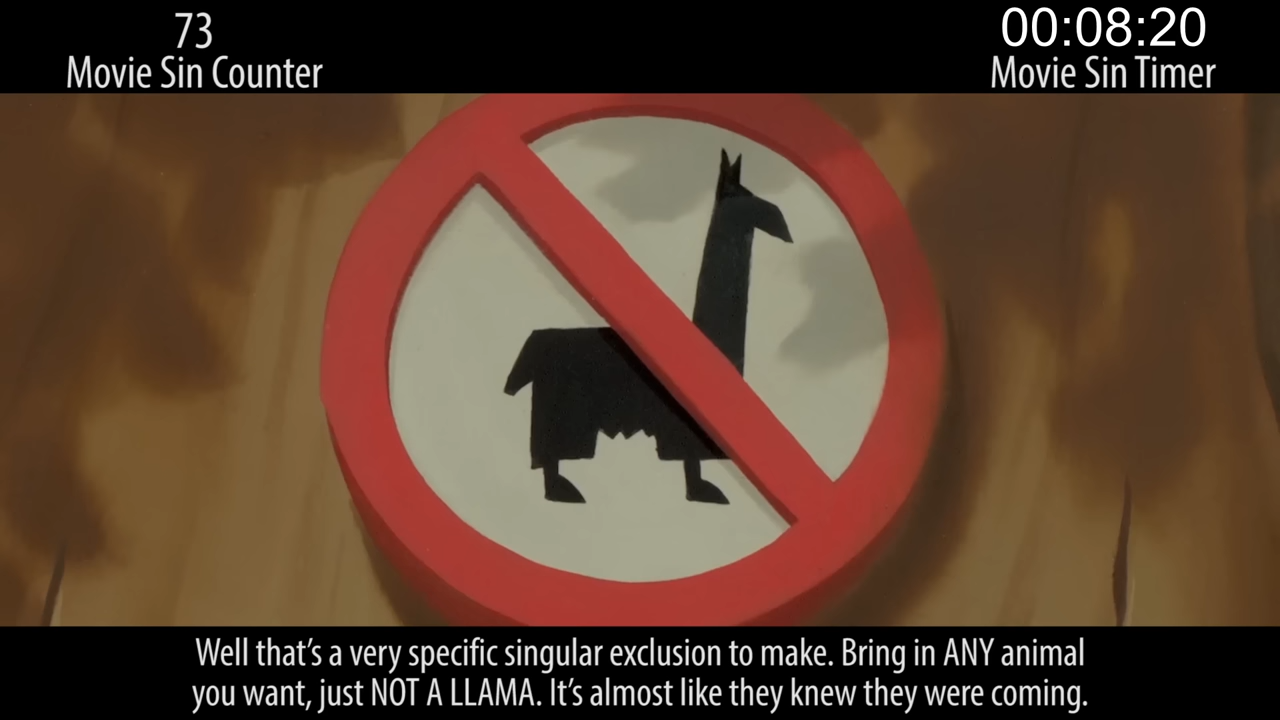 73
Movie Sin Counter
00:08:20
Movie Sin Timer
Well that's a very specific singular exclusion to make. Bring in ANY animal
you want, just NOT A LLAMA. It's almost like they knew they were coming.